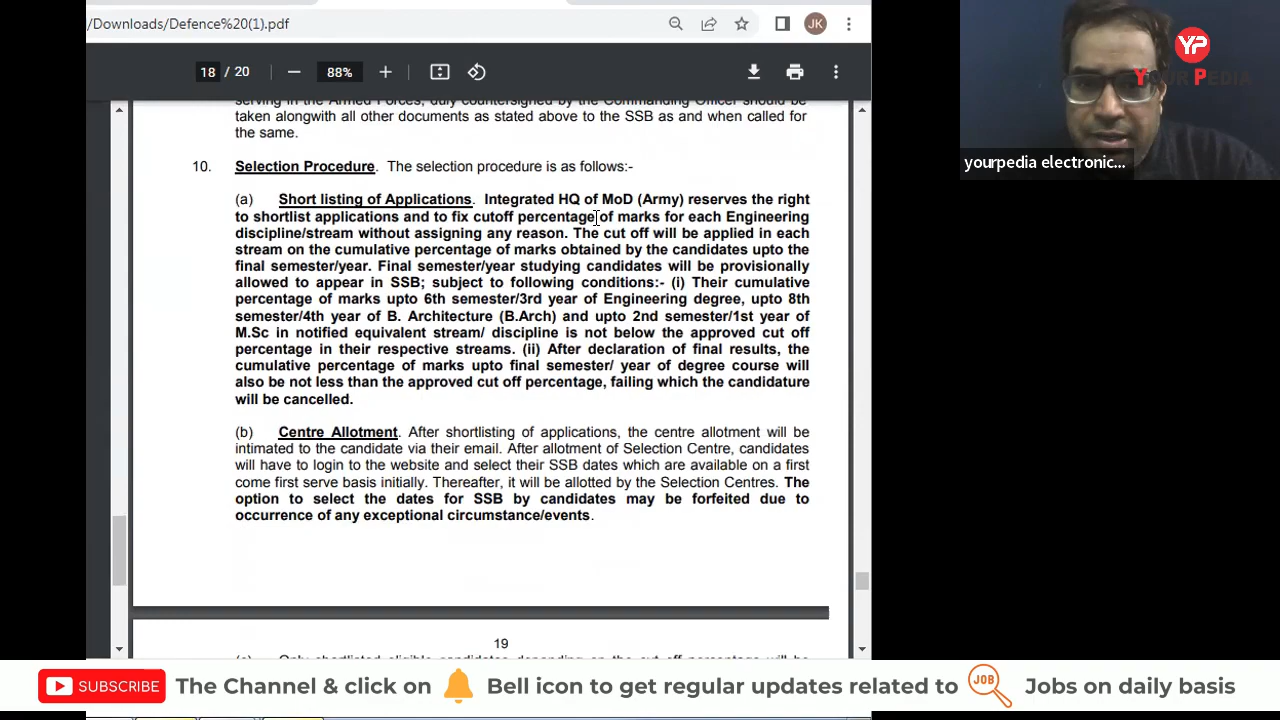 /Downloads/Defence%20(1).pdf
JK
18 / 20
88%
YP
YOUR PEDIA
yourpedia electronic...
serving in the Armed Forces, duly countersigned by the Commanding Officer should be
taken alongwith all other documents as stated above to the SSB as and when called for
the same.
10. Selection Procedure. The selection procedure is as follows:-
(a) Short listing of Applications. Integrated HQ of MoD (Army) reserves the right
to shortlist applications and to fix cutoff percentage of marks for each Engineering
discipline/stream without assigning any reason. The cut off will be applied in each
stream on the cumulative percentage of marks obtained by the candidates upto the
final semester/year. Final semester/year studying candidates will be provisionally
allowed to appear in SSB; subject to following conditions:- (i) Their cumulative
percentage of marks upto 6th semester/3rd year of Engineering degree, upto 8th
semester/4th year of B. Architecture (B.Arch) and upto 2nd semester/1st year of
M.Sc in notified equivalent stream/ discipline is not below the approved cut off
percentage in their respective streams. (ii) After declaration of final results, the
cumulative percentage of marks upto final semester/ year of degree course will
also be not less than the approved cut off percentage, failing which the candidature
will be cancelled.
(b) Centre Allotment. After shortlisting of applications, the centre allotment will be
intimated to the candidate via their email. After allotment of Selection Centre, candidates
will have to login to the website and select their SSB dates which are available on a first
come first serve basis initially. Thereafter, it will be allotted by the Selection Centres. The
option to select the dates for SSB by candidates may be forfeited due to
occurrence of any exceptional circumstance/events.
19
(c) Only shortlisted eligible candidates depending on the cut off percentage will be
SUBSCRIBE The Channel & click on Bell icon to get regular updates related to JOB Jobs on daily basis